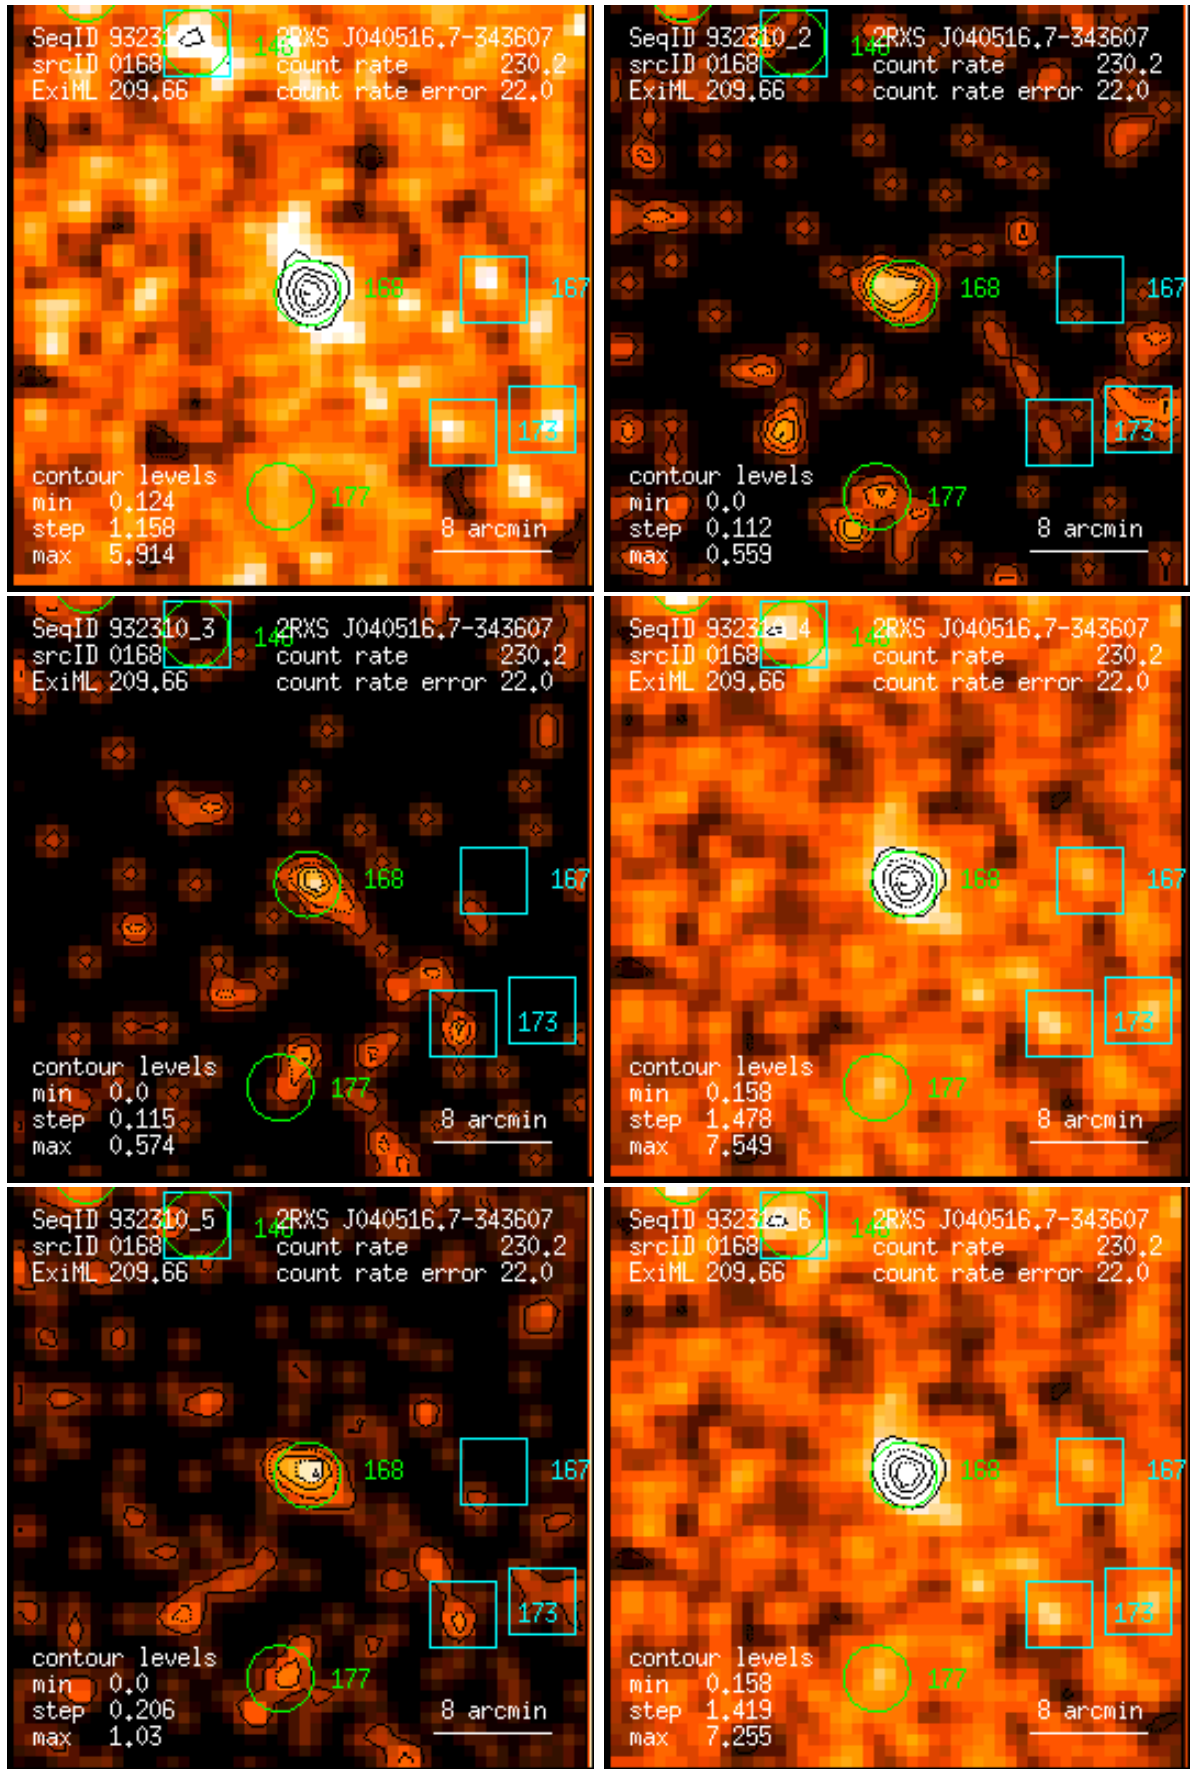 SeqID 93231 2RXS J040516.7-343607
srcID 0168 146 count rate 230.2
ExiML 209.66 count rate error 22.0
168
167
173
contour levels
min 0.124 177
step 1.158 8 arcmin
max 5.914
SeqID 932310_2 2RXS J040516.7-343607
srcID 0168 146 count rate 230.2
ExiML 209.66 count rate error 22.0
168
167
173
contour levels
min 0.0 177
step 0.112 8 arcmin
max 0.559
SeqID 932310_3 2RXS J040516.7-343607
srcID 0168 146 count rate 230.2
ExiML 209.66 count rate error 22.0
168
167
173
contour levels
min 0.0 177
step 0.115 8 arcmin
max 0.574
SeqID 9323 _4 2RXS J040516.7-343607
srcID 0168 146 count rate 230.2
ExiML 209.66 count rate error 22.0
168
167
173
contour levels
min 0.158 177
step 1.478 8 arcmin
max 7.549
SeqID 932310_5 2RXS J040516.7-343607
srcID 0168 146 count rate 230.2
ExiML 209.66 count rate error 22.0
168
167
173
contour levels
min 0.0 177
step 0.206 8 arcmin
max 1.03
SeqID 9323 6 2RXS J040516.7-343607
srcID 0168 146 count rate 230.2
ExiML 209.66 count rate error 22.0
168
167
173
contour levels
min 0.158 177
step 1.419 8 arcmin
max 7.255